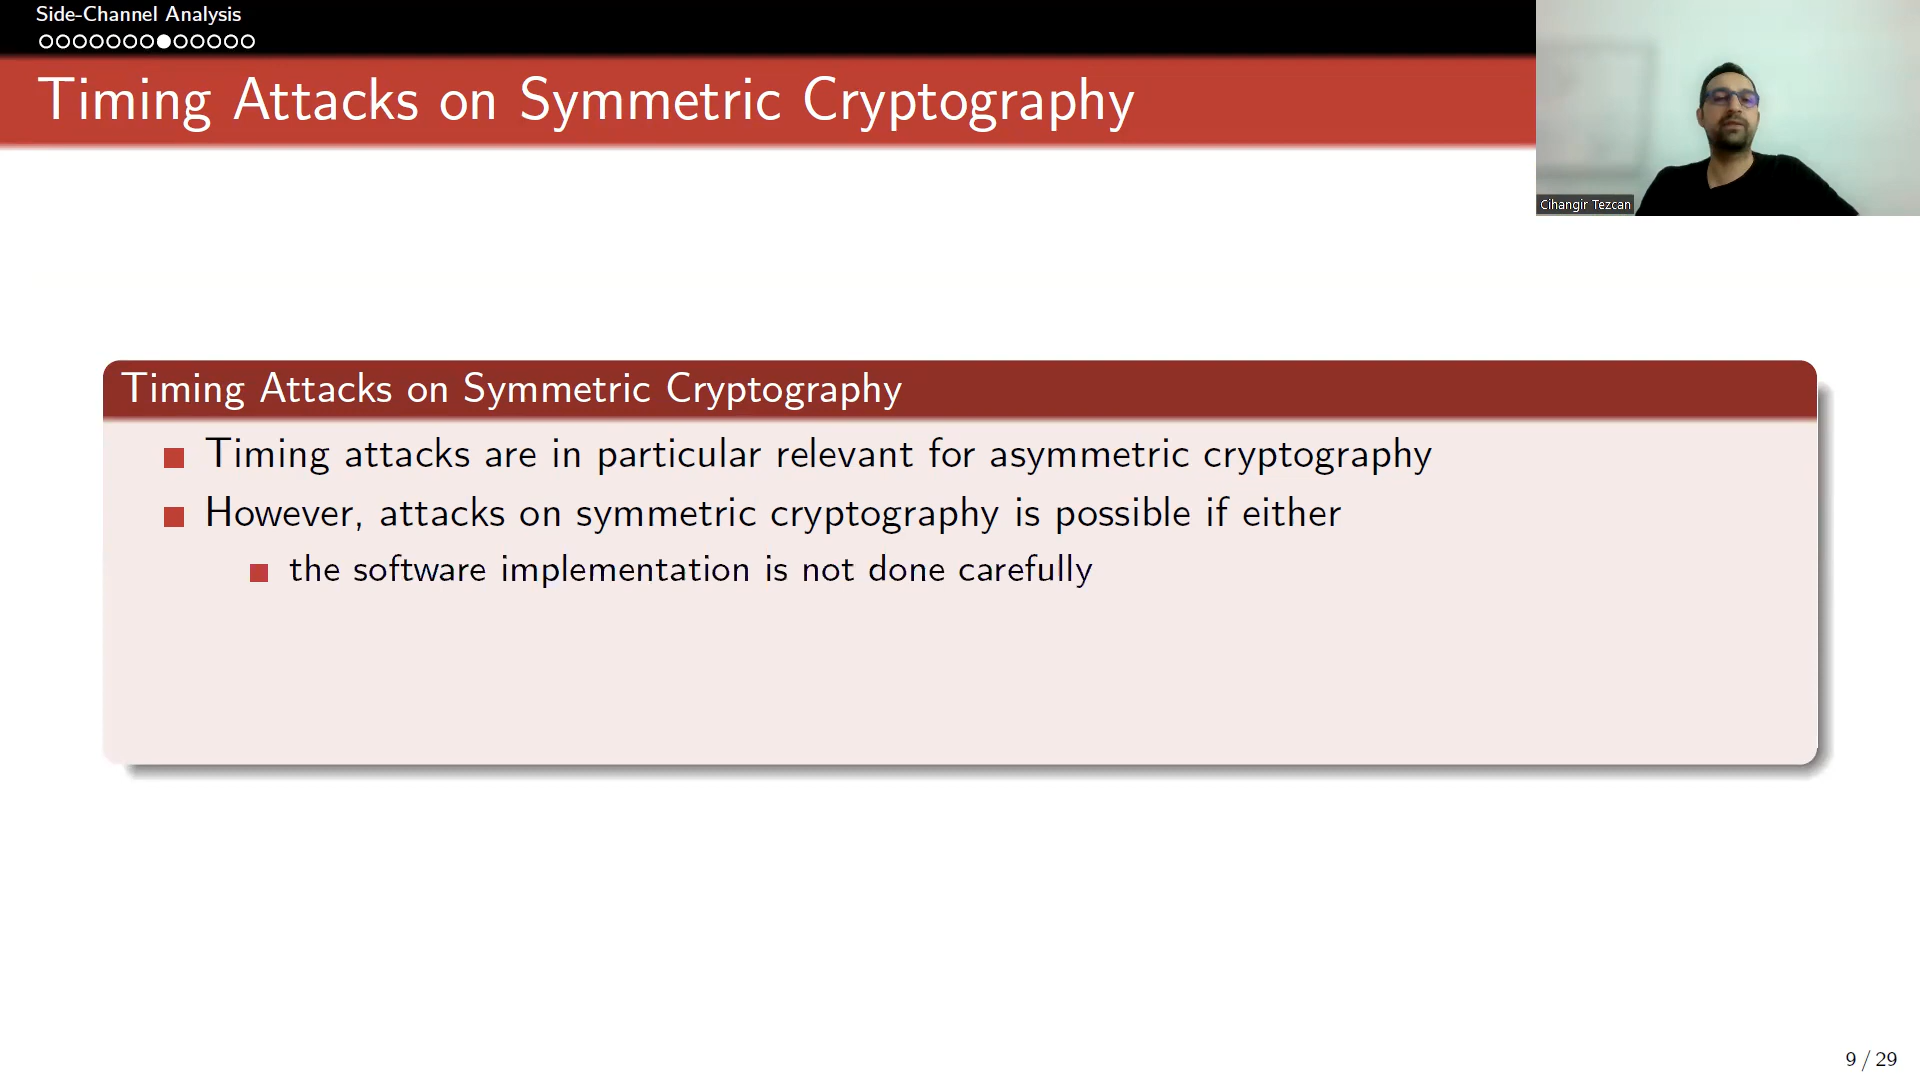 Side-Channel Analysis
Timing Attacks on Symmetric Cryptography
Cihangir Tezcan
Timing Attacks on Symmetric Cryptography
Timing attacks are in particular relevant for asymmetric cryptography
However, attacks on symmetric cryptography is possible if either
the software implementation is not done carefully
9 / 29